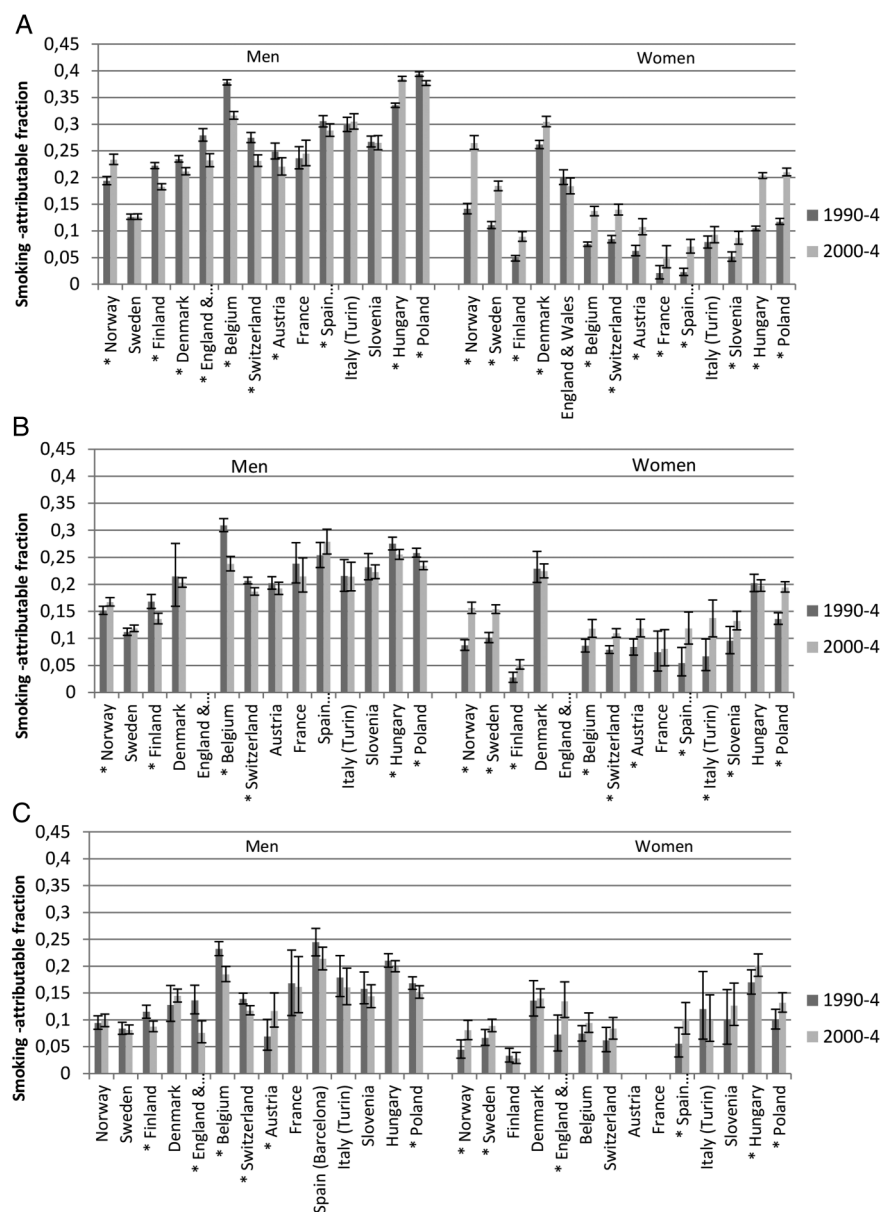 A
Men
Women
Smoking -attributable fraction
0,45
0,4
0,35
0,3
0,25
0,2
0,15
0,1
0,05
0
* Norway
Sweden
* Finland
* Denmark
* England &...
* Belgium
* Switzerland
* Austria
France
* Spain...
Italy (Turin)
Slovenia
* Hungary
* Poland
* Norway
* Sweden
* Finland
* Denmark
England & Wales
* Belgium
* Switzerland
* Austria
* France
* Spain...
Italy (Turin)
* Slovenia
* Hungary
* Poland
1990-4
2000-4
B
Men
Women
Smoking -attributable fraction
0,45
0,4
0,35
0,3
0,25
0,2
0,15
0,1
0,05
0
* Norway
Sweden
* Finland
Denmark
England &...
* Belgium
* Switzerland
Austria
France
Spain...
Italy (Turin)
Slovenia
* Hungary
* Poland
* Norway
* Sweden
* Finland
Denmark
England &...
* Belgium
* Switzerland
* Austria
France
* Spain...
* Italy (Turin)
* Slovenia
Hungary
* Poland
1990-4
2000-4
C
Men
Women
Smoking -attributable fraction
0,45
0,4
0,35
0,3
0,25
0,2
0,15
0,1
0,05
0
Norway
Sweden
* Finland
Denmark
* England &...
* Belgium
* Switzerland
* Austria
France
Spain (Barcelona)
Italy (Turin)
Slovenia
Hungary
* Poland
* Norway
* Sweden
Finland
Denmark
* England &...
Belgium
Switzerland
Austria
France
* Spain...
Italy (Turin)
Slovenia
* Hungary
* Poland
1990-4
2000-4